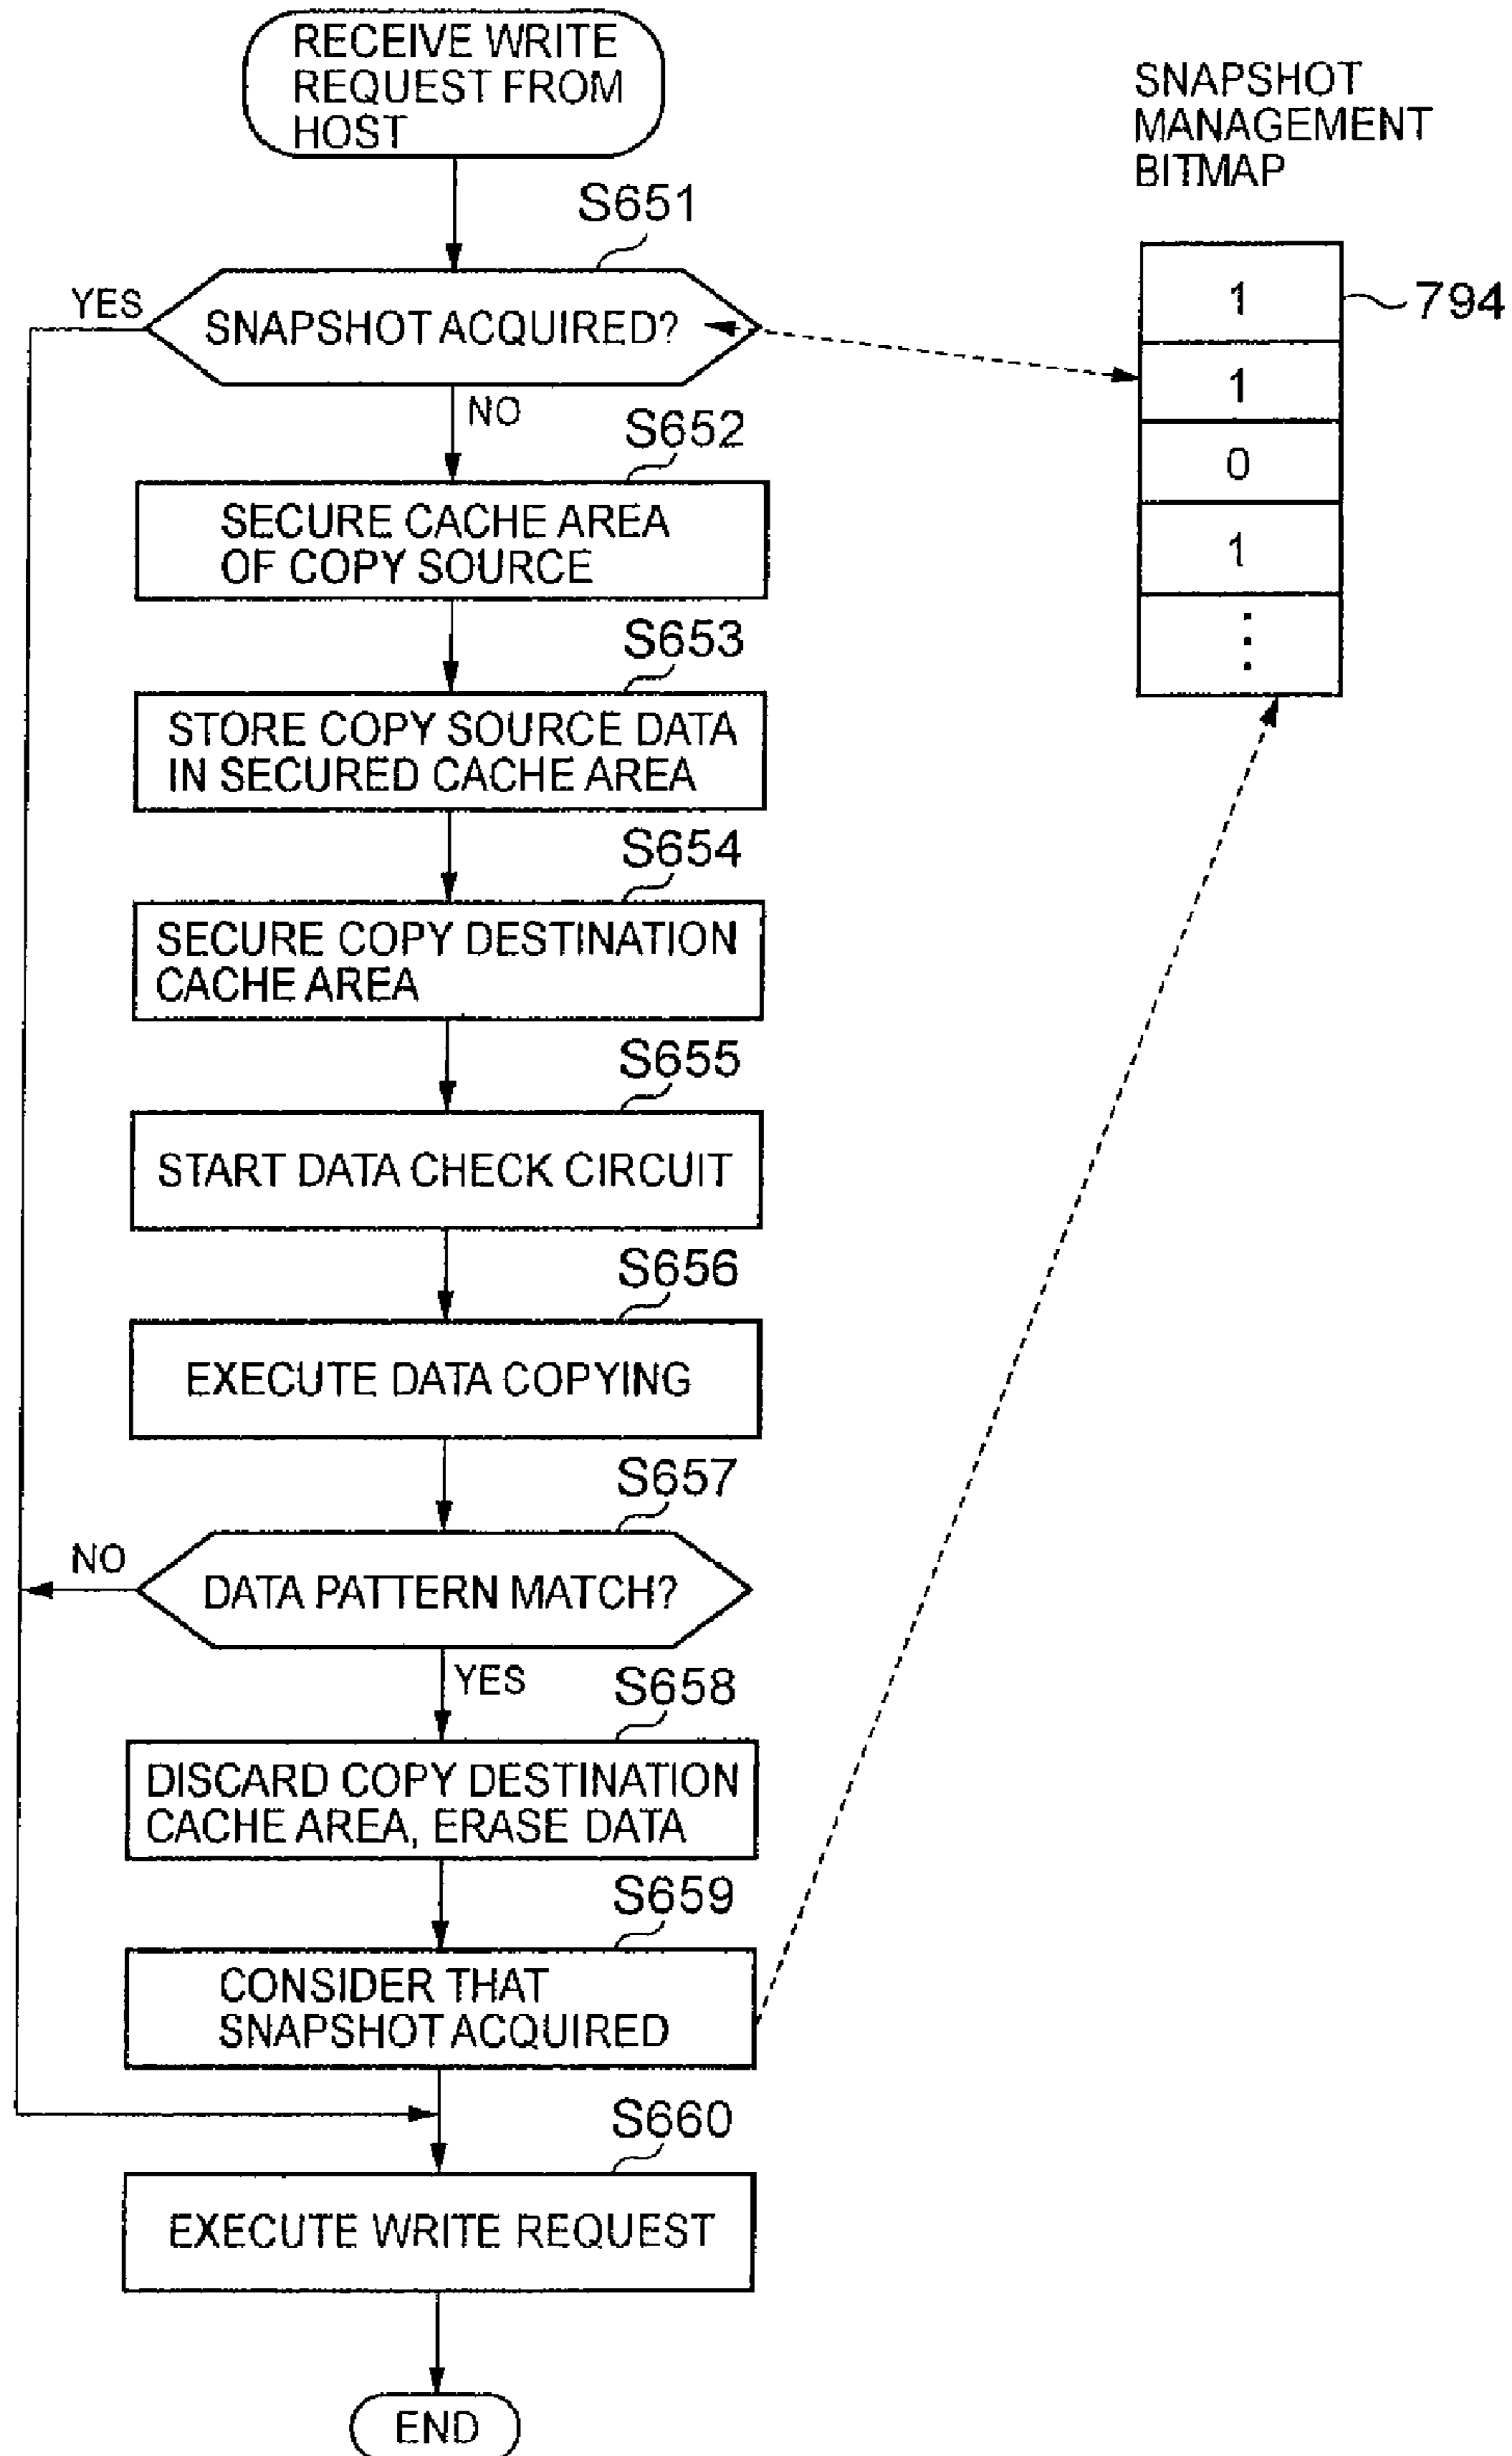 RECEIVE WRITE
REQUEST FROM
HOST
SNAPSHOT
MANAGEMENT
BITMAP
S651
YES
SNAPSHOT ACQUIRED?
1
794
1
NO
0
S652
1
SECURE CACHE AREA
OF COPY SOURCE
S653
STORE COPY SOURCE DATA
IN SECURED CACHE AREA
S654
SECURE COPY DESTINATION
CACHE AREA
S655
START DATA CHECK CIRCUIT
S656
EXECUTE DATA COPYING
S657
NO
DATA PATTERN MATCH?
YES
S658
DISCARD COPY DESTINATION
CACHE AREA, ERASE DATA
S659
CONSIDER THAT
SNAPSHOT ACQUIRED
S660
EXECUTE WRITE REQUEST
END